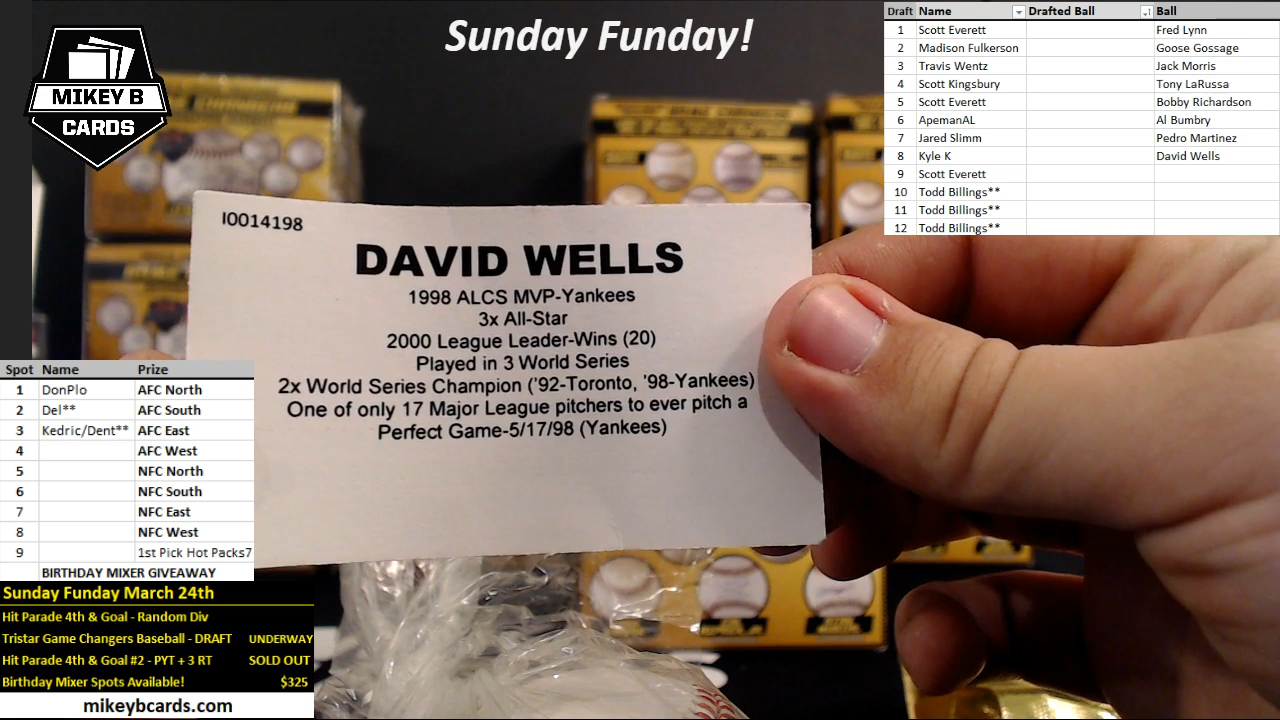 Sunday Funday!
MIKEY B
CARDS
Draft Name Drafted Ball Ball
1 Scott Everett Fred Lynn
2 Madison Fulkerson Goose Gossage
3 Travis Wentz Jack Morris
4 Scott Kingsbury Tony LaRussa
5 Scott Everett Bobby Richardson
6 ApemanAL Al Bumbry
7 Jared Slimm Pedro Martinez
8 Kyle K David Wells
9 Scott Everett
10 Todd Billings**
11 Todd Billings**
12 Todd Billings**
I0014198
DAVID WELLS
1998 ALCS MVP-Yankees
3x All-Star
2000 League Leader-Wins (20)
Played in 3 World Series
2x World Series Champion ('92-Toronto, '98-Yankees)
One of only 17 Major League pitchers to ever pitch a
Perfect Game-5/17/98 (Yankees)
Spot Name Prize
1 DonPlo AFC North
2 Del** AFC South
3 Kedric/Dent** AFC East
4 AFC West
5 NFC North
6 NFC South
7 NFC East
8 NFC West
9 1st Pick Hot Packs7
BIRTHDAY MIXER GIVEAWAY
Sunday Funday March 24th
Hit Parade 4th & Goal - Random Div
Tristar Game Changers Baseball - DRAFT UNDERWAY
Hit Parade 4th & Goal #2 - PYT + 3 RT SOLD OUT
Birthday Mixer Spots Available! $325
mikeybcards.com